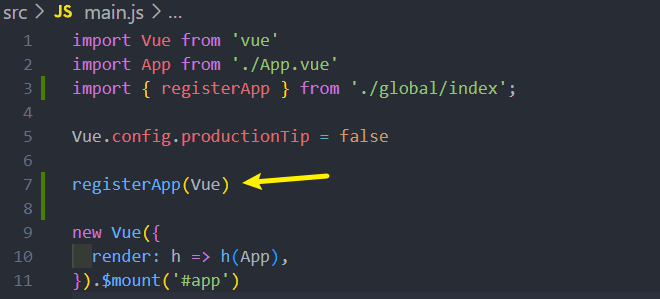 src > JS main.js > ...
1 import Vue from 'vue'
2 import App from './App.vue'
3 import { registerApp } from './global/index';
4
5 Vue.config.productionTip = false
6
7 registerApp(Vue)
8
9 new Vue({
10   render: h => h(App),
11 }).$mount('#app')